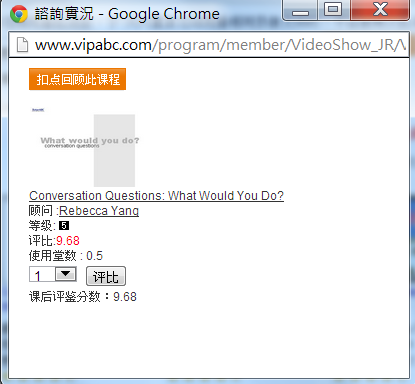 諮詢實況 - Google Chrome
www.vipabc.com/program/member/VideoShow_JR/V
扣点回顾此课程
What would you do?
conversation questions
Conversation Questions: What Would You Do?
顾问 :Rebecca Yang
等级: 5
评比:9.68
使用堂数 : 0.5
1 评比
课后评鉴分数：9.68